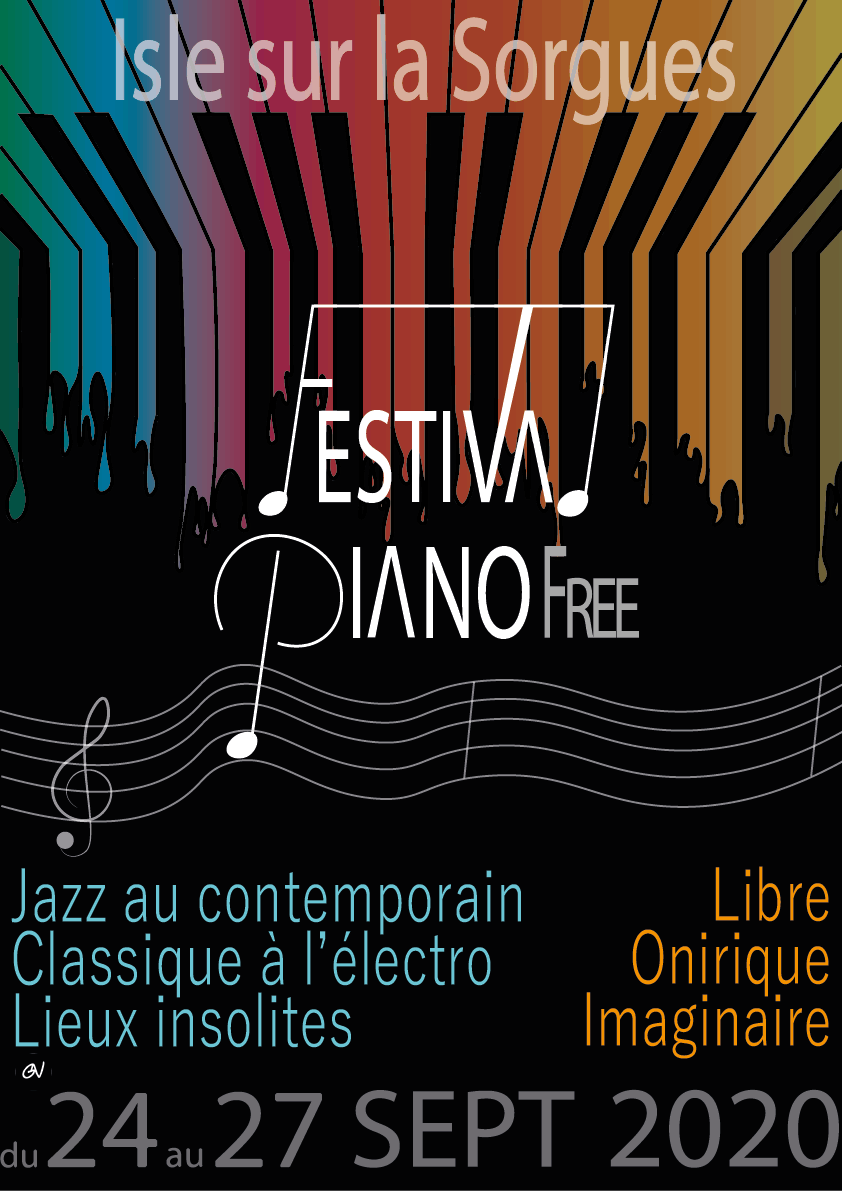 Isle sur la Sorgues
FESTIVAL
PIANO FREE
Jazz au contemporain
Classique à l'électro
Lieux insolites
Libre
Onirique
Imaginaire
GV
du 24 au 27 SEPT 2020